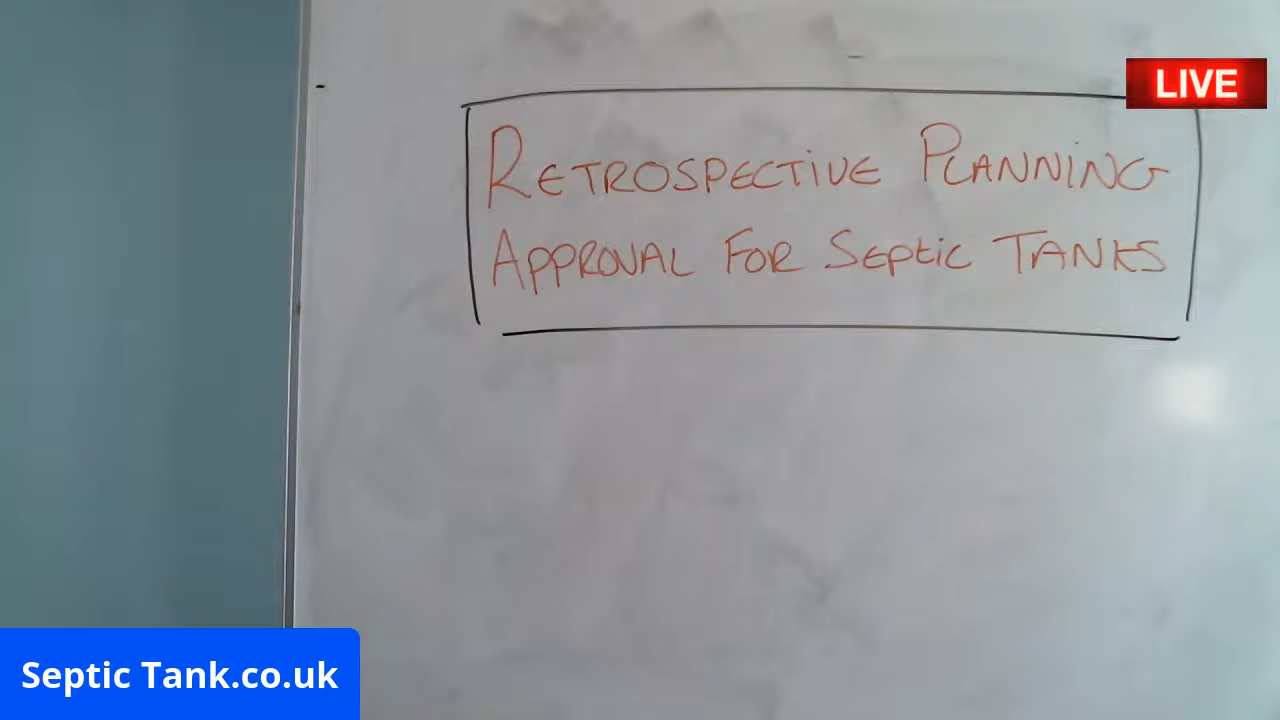 LIVE
RETROSPECTIVE PLANNING
APPROVAL FOR SEPTIC TANKS
Septic Tank.co.uk